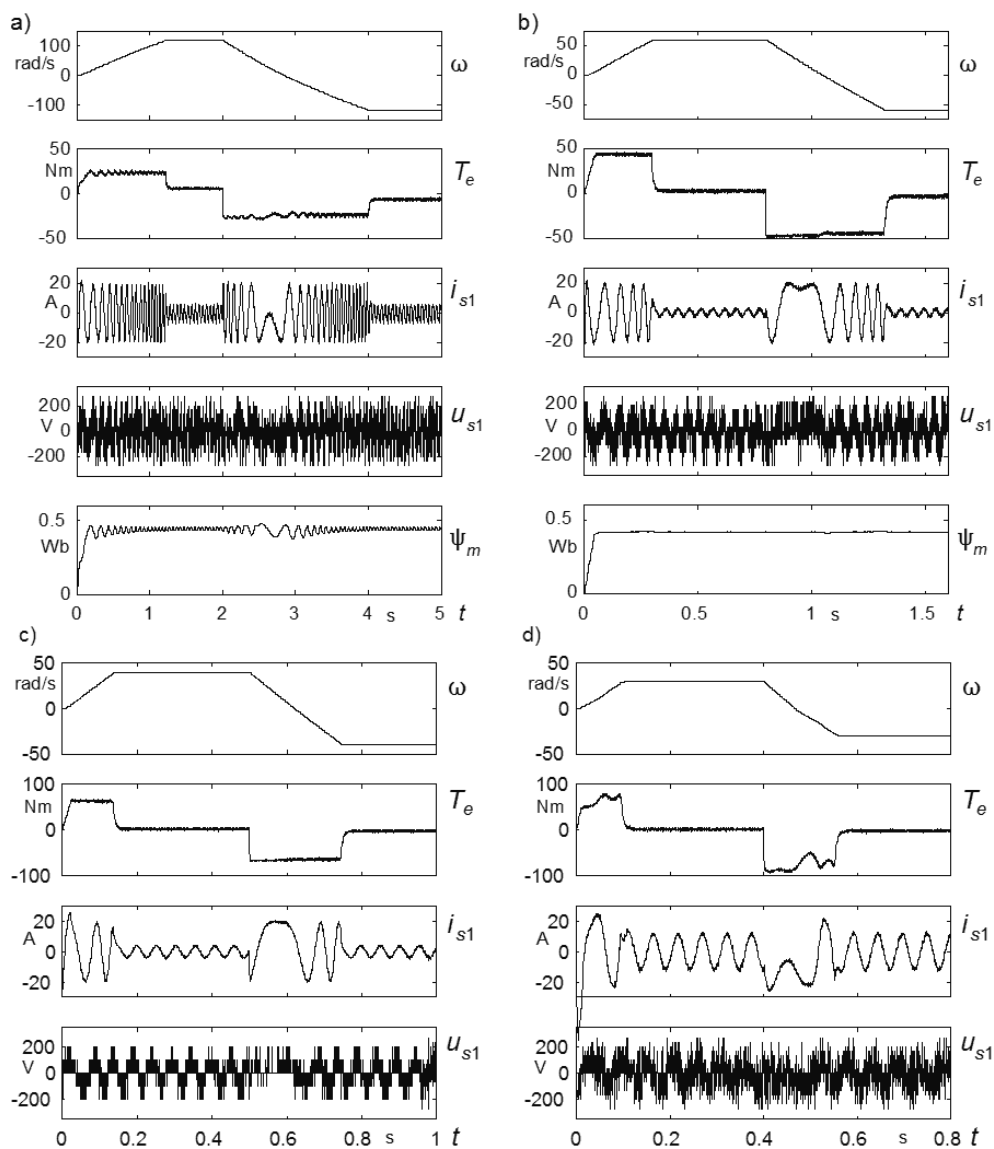 a)
100
rad/s
0
-100
ω
50
Nm
0
-50
T_e
20
A 0
-20
i_s1
200
V 0
-200
u_s1
0.5
Wb
0
ψ_m
0 1 2 3 4 s 5 t
b)
50
rad/s
0
-50
ω
50
Nm
0
-50
T_e
20
A 0
-20
i_s1
200
V 0
-200
u_s1
0.5
Wb
0
ψ_m
0 0.5 1 s 1.5 t
c)
50
rad/s
0
-50
ω
100
Nm
0
-100
T_e
20
A 0
-20
i_s1
200
V 0
-200
u_s1
0 0.2 0.4 0.6 0.8 s 1 t
d)
50
rad/s
0
-50
ω
100
Nm
0
-100
T_e
20
A 0
-20
i_s1
200
V 0
-200
u_s1
0 0.2 0.4 0.6 s 0.8 t